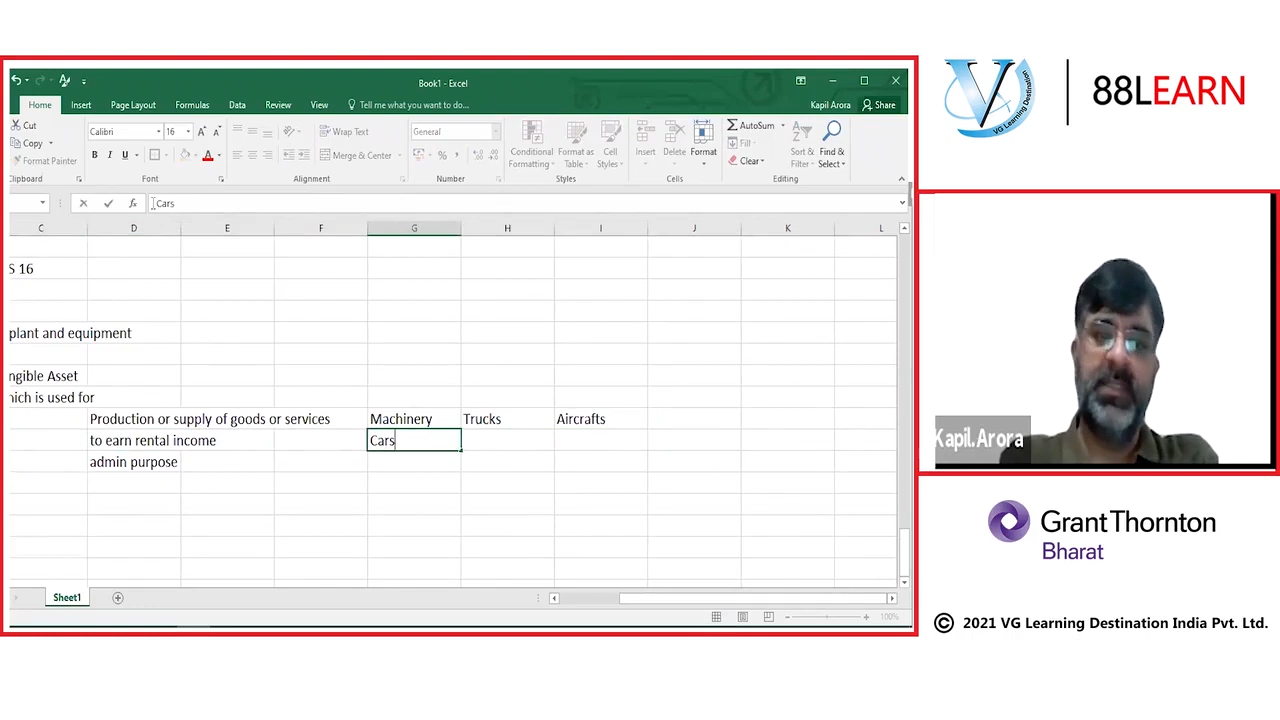 Book1 - Excel
Home Insert Page Layout Formulas Data Review View Tell me what you want to do... Kapil Arora Share
Cut
Copy
Format Painter
Clipboard
Calibri 16 A A
B I U A
Font
Wrap Text
Merge & Center
Alignment
General
%
Number
Conditional Formatting
Format as Table
Cell Styles
Styles
Insert Delete Format
Cells
AutoSum
Fill
Clear
Sort & Filter
Find & Select
Editing
fx Cars
C D E F G H I J K L
S 16
plant and equipment
ngible Asset
hich is used for
Production or supply of goods or services Machinery Trucks Aircrafts
to earn rental income Cars
admin purpose
Sheet1
100%
V
VG Learning Destination
88LEARN
Kapil.Arora
Grant Thornton
Bharat
© 2021 VG Learning Destination India Pvt. Ltd.